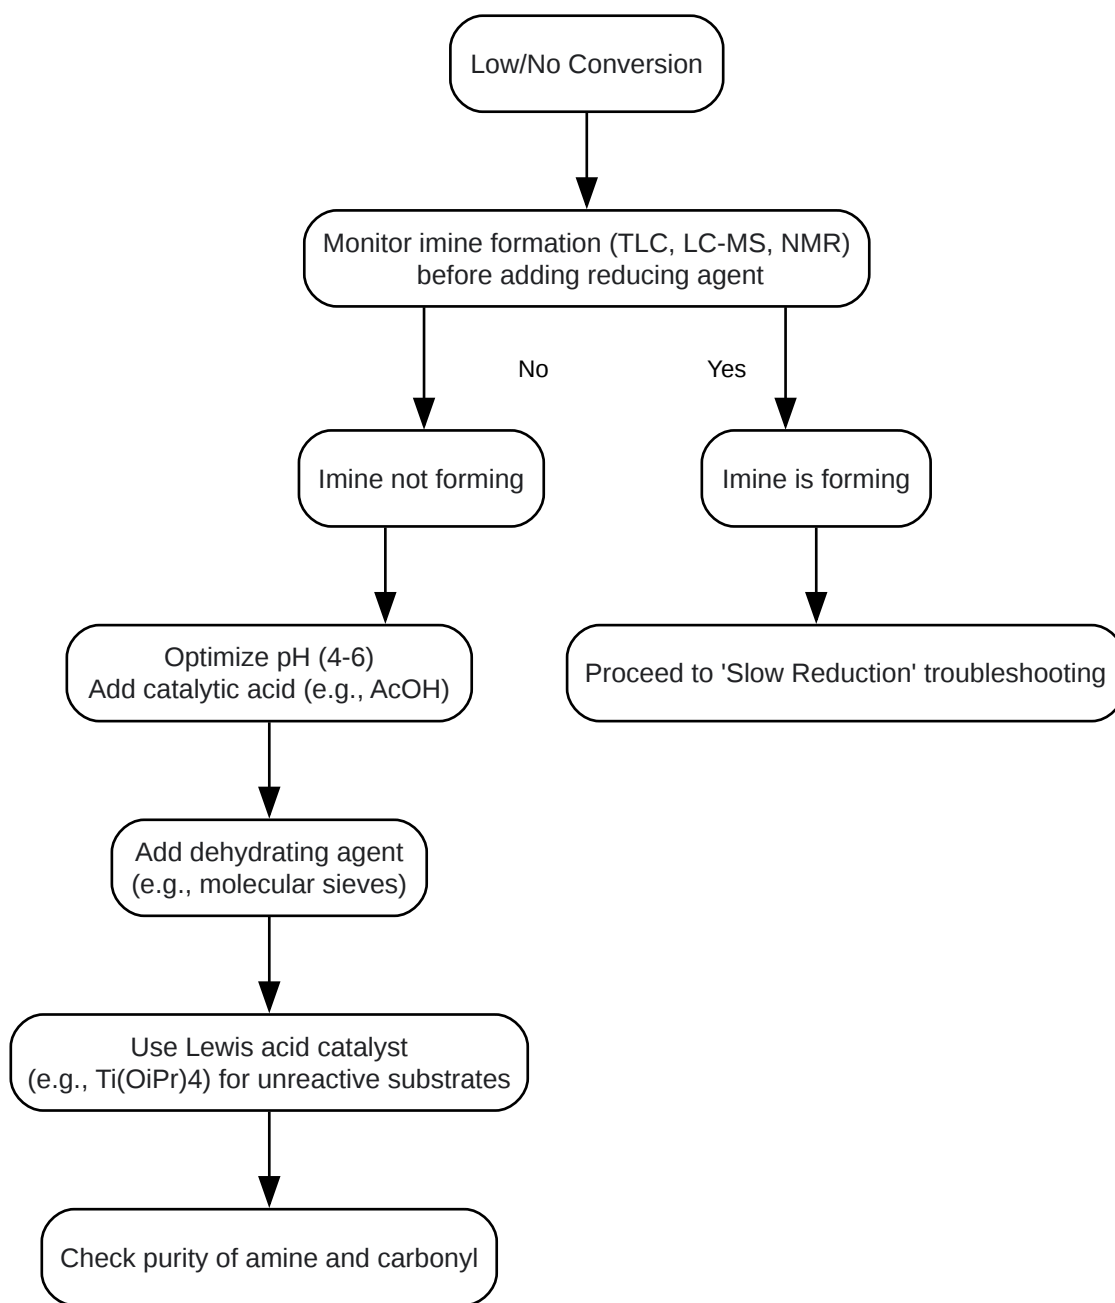 Low/No Conversion
Monitor imine formation (TLC, LC-MS, NMR)
before adding reducing agent
No
Yes
Imine not forming
Imine is forming
Optimize pH (4-6)
Add catalytic acid (e.g., AcOH)
Proceed to 'Slow Reduction' troubleshooting
Add dehydrating agent
(e.g., molecular sieves)
Use Lewis acid catalyst
(e.g., Ti(OiPr)4) for unreactive substrates
Check purity of amine and carbonyl